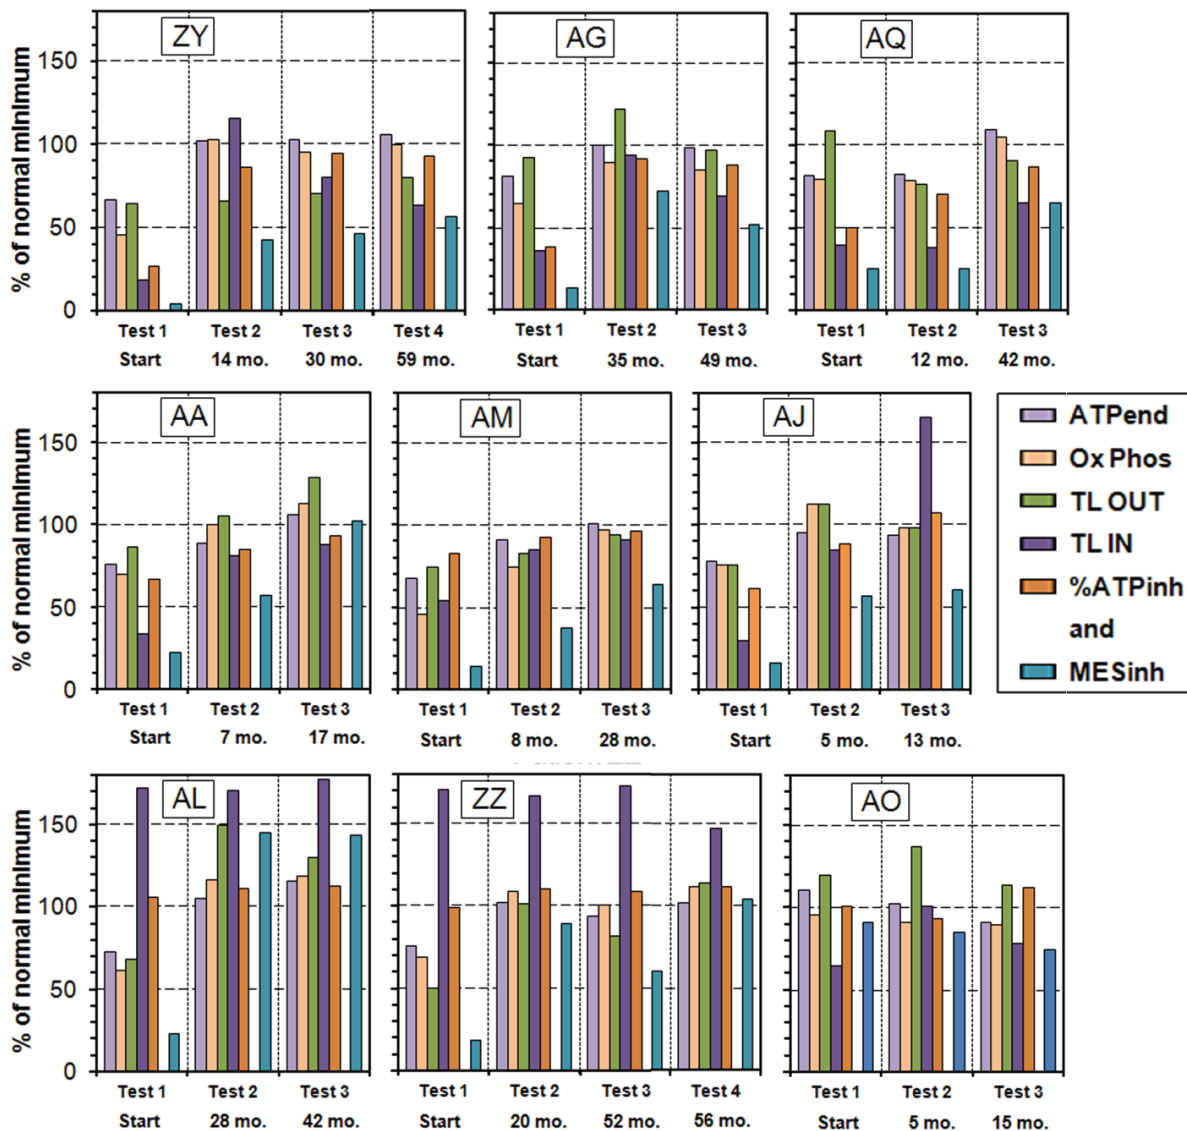 ZY
AG
AQ
% of normal minimum
150
100
50
0
Test 1 Test 2 Test 3 Test 4
Start 14 mo. 30 mo. 59 mo.
Test 1 Test 2 Test 3
Start 35 mo. 49 mo.
Test 1 Test 2 Test 3
Start 12 mo. 42 mo.
AA
AM
AJ
% of normal minimum
150
100
50
0
Test 1 Test 2 Test 3
Start 7 mo. 17 mo.
Test 1 Test 2 Test 3
Start 8 mo. 28 mo.
Test 1 Test 2 Test 3
Start 5 mo. 13 mo.
ATPend
Ox Phos
TL OUT
TL IN
%ATPinh
and
MESinh
AL
ZZ
AO
% of normal minimum
150
100
50
0
Test 1 Test 2 Test 3
Start 28 mo. 42 mo.
Test 1 Test 2 Test 3 Test 4
Start 20 mo. 52 mo. 56 mo.
Test 1 Test 2 Test 3
Start 5 mo. 15 mo.